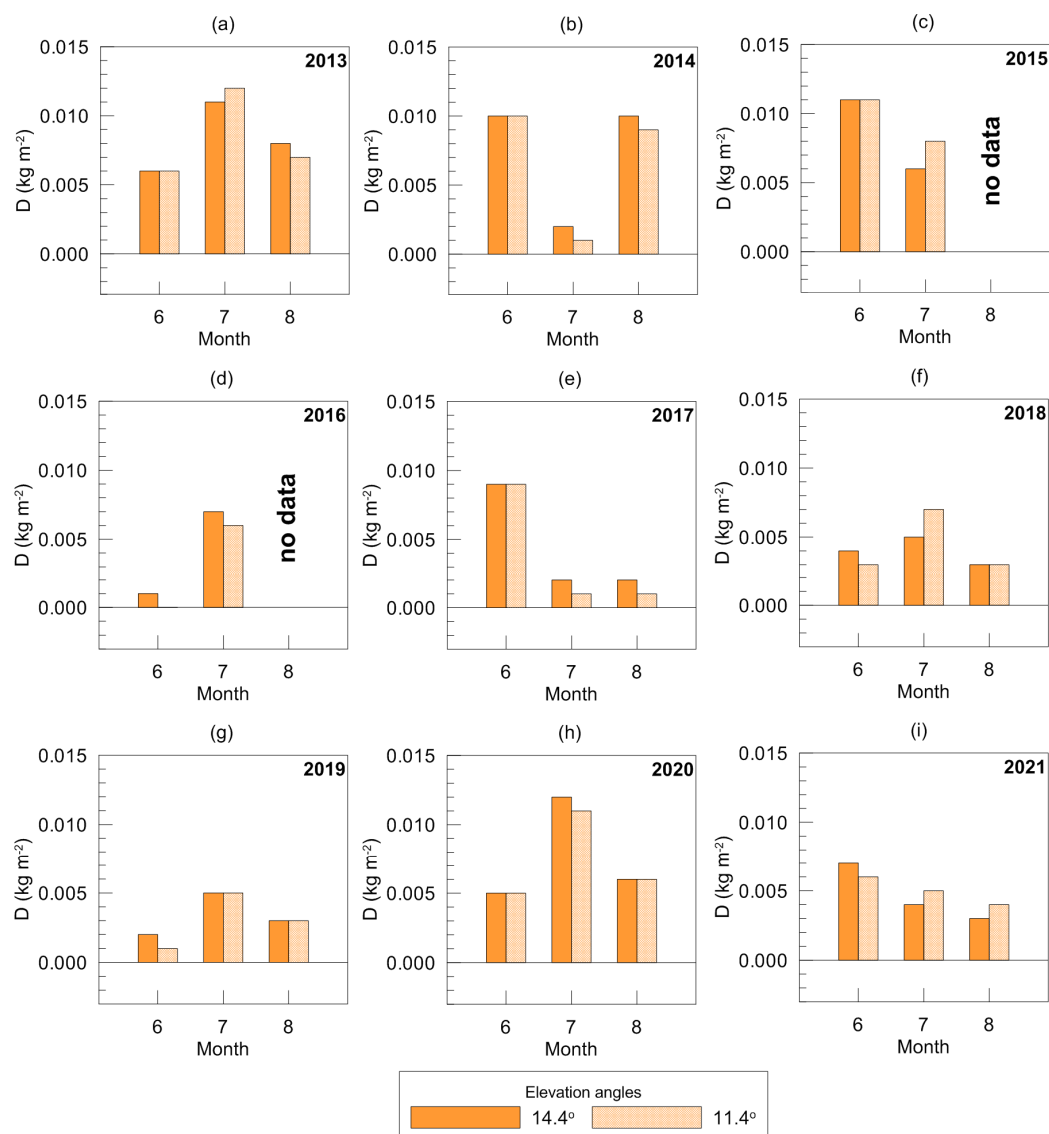 (a)
2013
0.015
0.010
0.005
0.000
D (kg m-2)
6 7 8
Month
(b)
2014
0.015
0.010
0.005
0.000
D (kg m-2)
6 7 8
Month
(c)
2015
0.015
0.010
0.005
0.000
D (kg m-2)
no data
6 7 8
Month
(d)
2016
0.015
0.010
0.005
0.000
D (kg m-2)
no data
6 7 8
Month
(e)
2017
0.015
0.010
0.005
0.000
D (kg m-2)
6 7 8
Month
(f)
2018
0.015
0.010
0.005
0.000
D (kg m-2)
6 7 8
Month
(g)
2019
0.015
0.010
0.005
0.000
D (kg m-2)
6 7 8
Month
(h)
2020
0.015
0.010
0.005
0.000
D (kg m-2)
6 7 8
Month
(i)
2021
0.015
0.010
0.005
0.000
D (kg m-2)
6 7 8
Month
Elevation angles
14.4º 11.4º